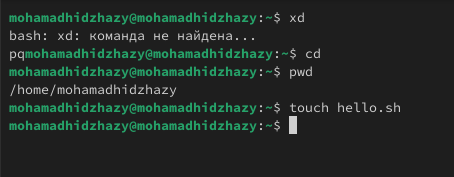 mohamadhidzhazy@mohamadhidzhazy:~$ xd
bash: xd: команда не найдена...
pqmohamadhidzhazy@mohamadhidzhazy:~$ cd
mohamadhidzhazy@mohamadhidzhazy:~$ pwd
/home/mohamadhidzhazy
mohamadhidzhazy@mohamadhidzhazy:~$ touch hello.sh
mohamadhidzhazy@mohamadhidzhazy:~$